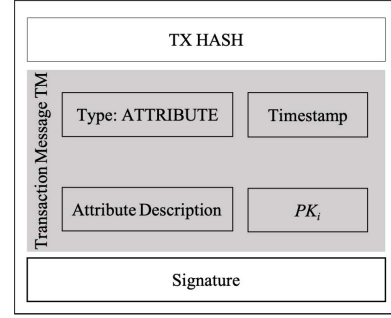 TX HASH
Transaction Message TM
Type: ATTRIBUTE
Timestamp
Attribute Description
PKi
Signature